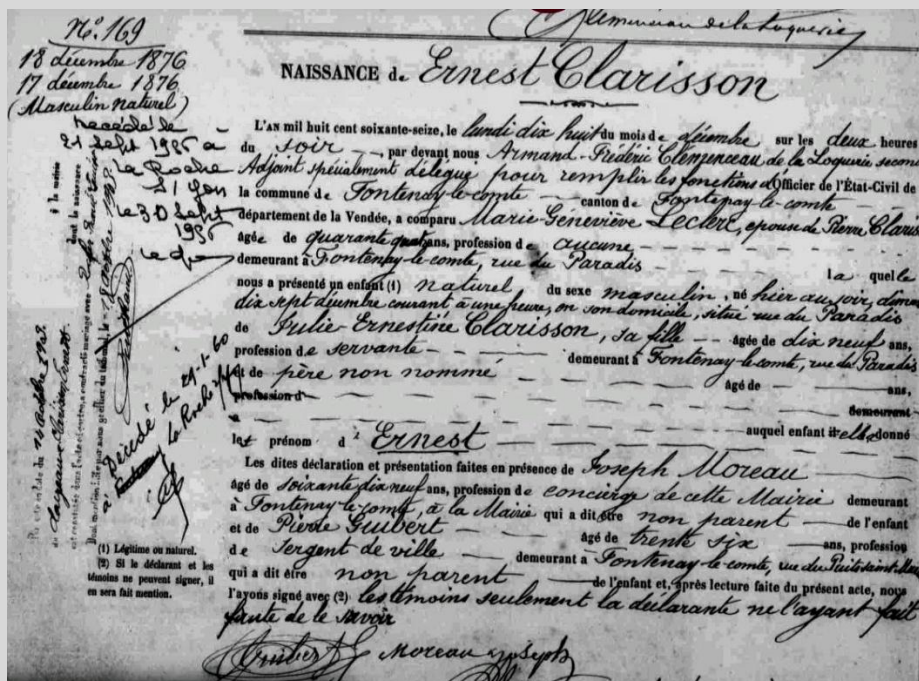 Clemenceau de la Loquerie
No. 169
18 décembre 1876
17 décembre 1876
(Masculin naturel)
NAISSANCE de Ernest Clarisson
L'AN mil huit cent soixante-seize, le lundi dix huit du mois de décembre sur les deux heures
du soir par devant nous Armand-Frédéric Clemenceau de la Loquerie second
Adjoint spécialement délégué pour remplir les fonctions d'Officier de l'État-Civil de
la commune de Fontenay-le-comte canton de Fontenay-le-comte
département de la Vendée, a comparu Marie-Géneviève Leclerc, épouse de Pierre Claris
âgée de quarante quatre ans, profession de aucune
demeurant à Fontenay-le-comte, rue du Paradis la quelle
nous a présenté un enfant (1) naturel du sexe masculin, né hier au soir,
dix sept décembre courant à une heure, en son domicile, situé rue du Paradis
de Julie-Ernestine Clarisson, sa fille âgée de dix neuf ans,
profession de servante demeurant à Fontenay-le-comte, rue du Paradis
et de père non nommé âgé de ans,
profession d demeurant
à auquel enfant elle a donné
le prénom d' Ernest
Les dites déclaration et présentation faites en présence de Joseph Moreau
âgé de soixante dix neuf ans, profession de concierge de cette Mairie demeurant
à Fontenay-le-comte, à la Mairie qui a dit être non parent de l'enfant
et de Pierre Guibert âgé de trente six ans, profession
de sergent de ville demeurant à Fontenay-le-comte, rue du
qui a dit être non parent de l'enfant et, après lecture faite du présent acte, nous
l'ayons signé avec (2) les témoins seulement la déclarante ne l'ayant fait
faute de le savoir
Guibert Moreau Joseph
21 Sept
La Roche
S/ Yon
le 30 Sept
Décédé le 29-1-60
à La Roche s/Yon
(1) Légitime ou naturel.
(2) Si le déclarant et les
témoins ne peuvent signer, il
en sera fait mention.